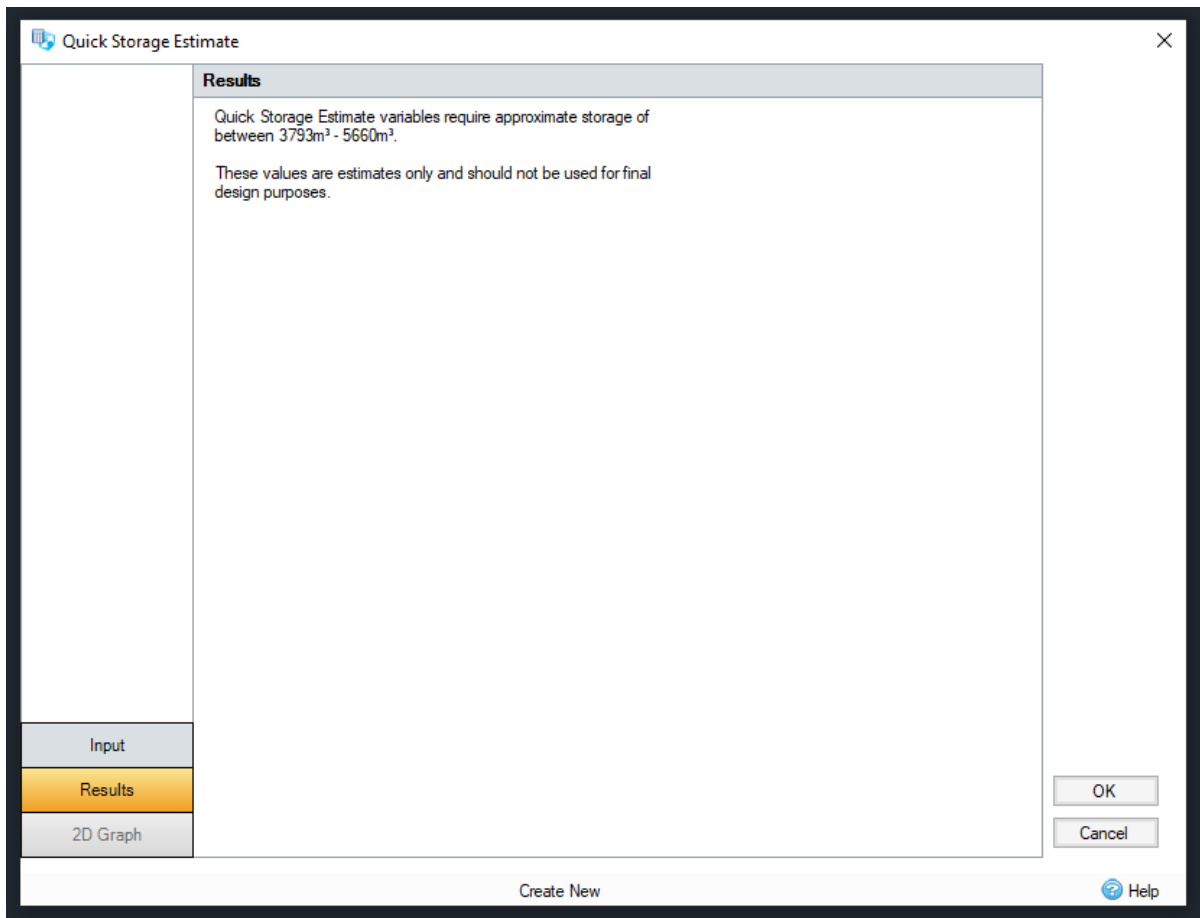 Quick Storage Estimate
Results
Quick Storage Estimate variables require approximate storage of
between 3793m³ - 5660m³.
These values are estimates only and should not be used for final
design purposes.
Input
Results
2D Graph
OK
Cancel
Create New
Help